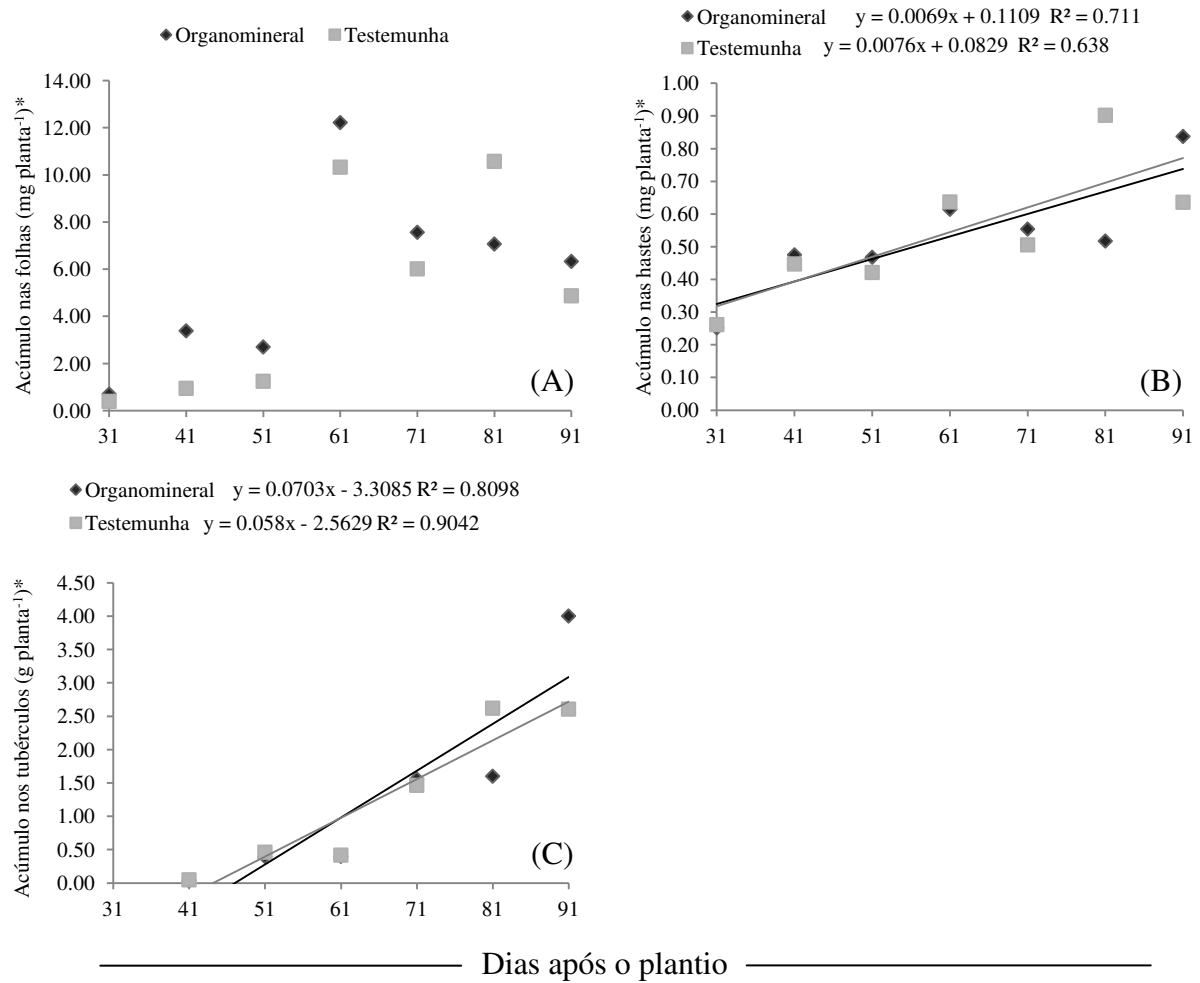 Organomineral Testemunha
Acúmulo nas folhas (mg planta⁻¹)*
14.00
12.00
10.00
8.00
6.00
4.00
2.00
0.00
31 41 51 61 71 81 91
(A)
Organomineral y = 0.0069x + 0.1109 R² = 0.711
Testemunha y = 0.0076x + 0.0829 R² = 0.638
Acúmulo nas hastes (mg planta⁻¹)*
1.00
0.90
0.80
0.70
0.60
0.50
0.40
0.30
0.20
0.10
0.00
31 41 51 61 71 81 91
(B)
Organomineral y = 0.0703x - 3.3085 R² = 0.8098
Testemunha y = 0.058x - 2.5629 R² = 0.9042
Acúmulo nos tubérculos (g planta⁻¹)*
4.50
4.00
3.50
3.00
2.50
2.00
1.50
1.00
0.50
0.00
31 41 51 61 71 81 91
(C)
Dias após o plantio